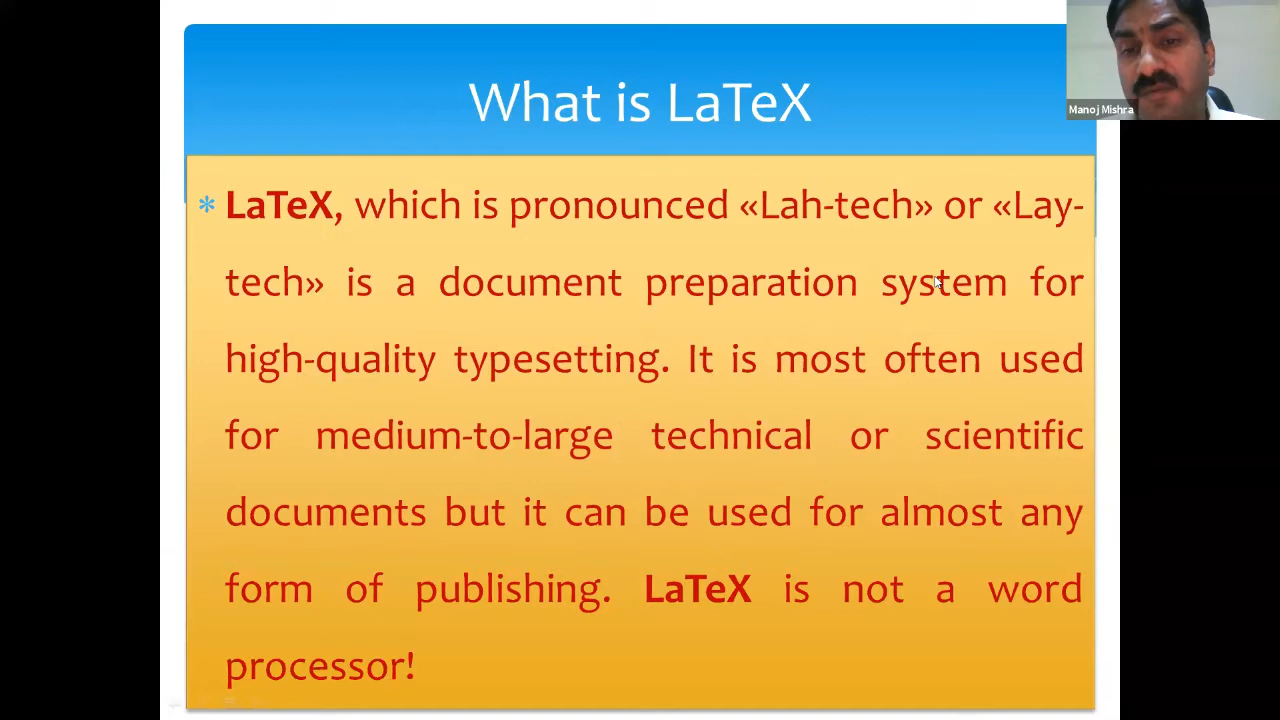 What is LaTeX
Manoj Mishra
* LaTeX, which is pronounced «Lah-tech» or «Lay-
tech» is a document preparation system for
high-quality typesetting. It is most often used
for medium-to-large technical or scientific
documents but it can be used for almost any
form of publishing. LaTeX is not a word
processor!